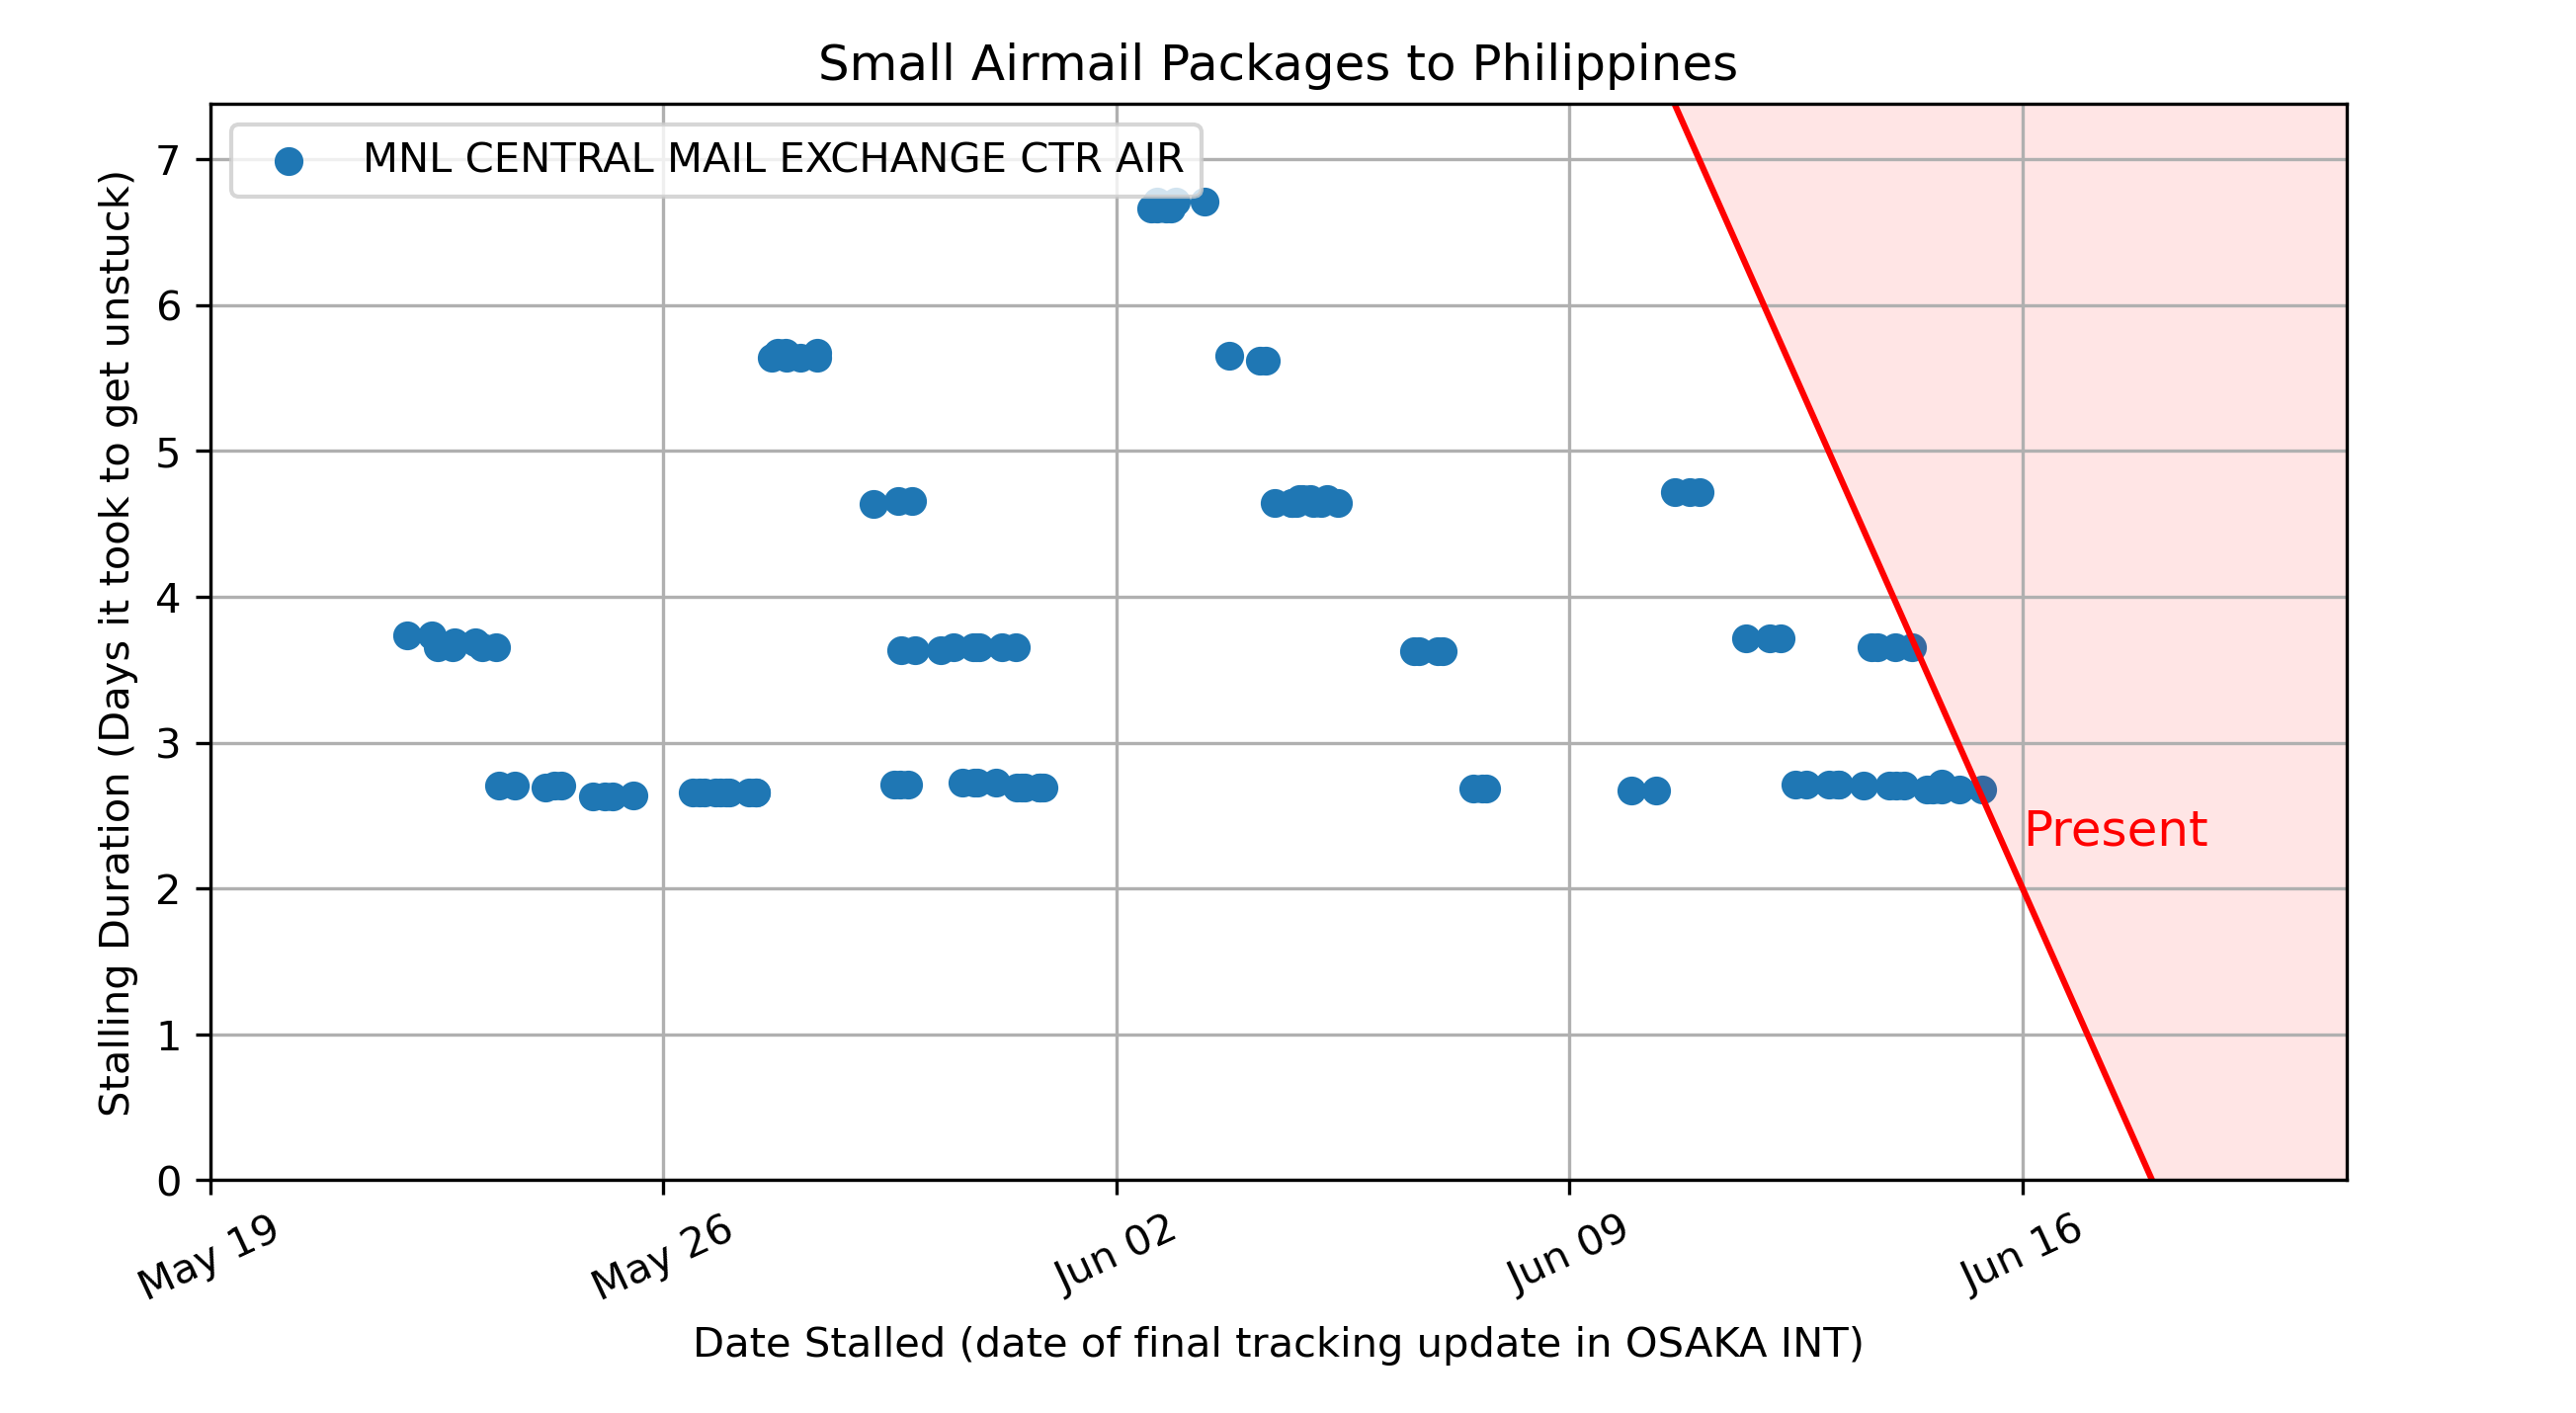 Small Airmail Packages to Philippines
MNL CENTRAL MAIL EXCHANGE CTR AIR
Stalling Duration (Days it took to get unstuck)
7
6
5
4
3
2
1
0
Present
May 19
May 26
Jun 02
Jun 09
Jun 16
Date Stalled (date of final tracking update in OSAKA INT)